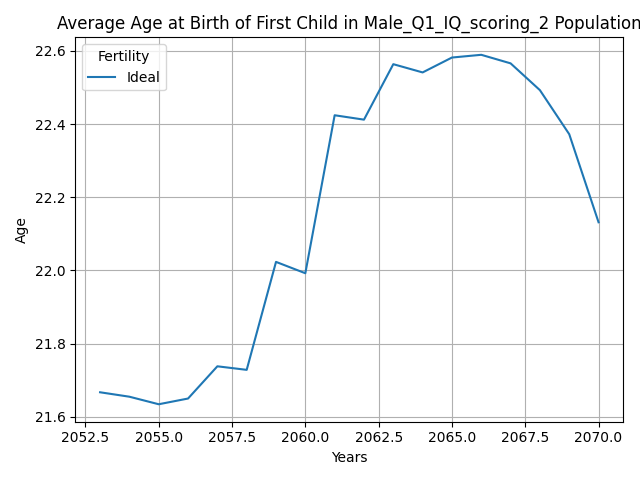 Average Age at Birth of First Child in Male_Q1_IQ_scoring_2 Population
Fertility
Ideal
22.6
22.4
22.2
22.0
21.8
21.6
Age
2052.5 2055.0 2057.5 2060.0 2062.5 2065.0 2067.5 2070.0
Years